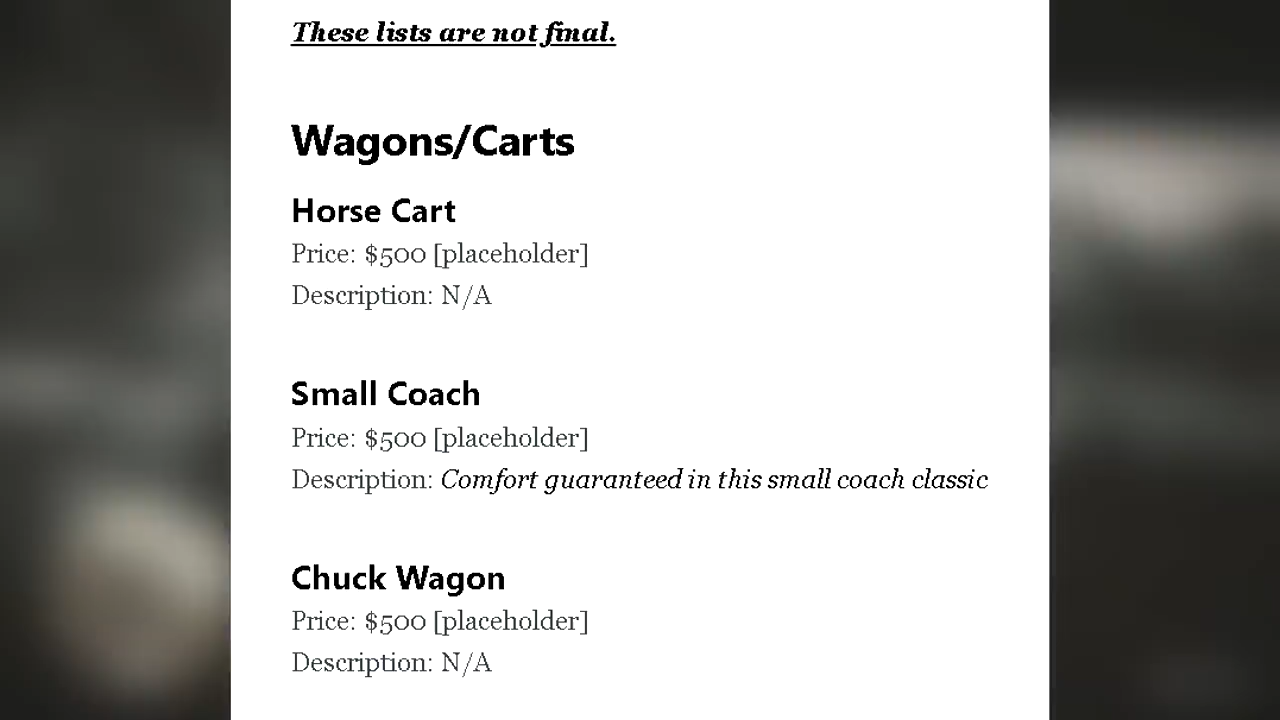 These lists are not final.
Wagons/Carts
Horse Cart
Price: $500 [placeholder]
Description: N/A
Small Coach
Price: $500 [placeholder]
Description: Comfort guaranteed in this small coach classic
Chuck Wagon
Price: $500 [placeholder]
Description: N/A